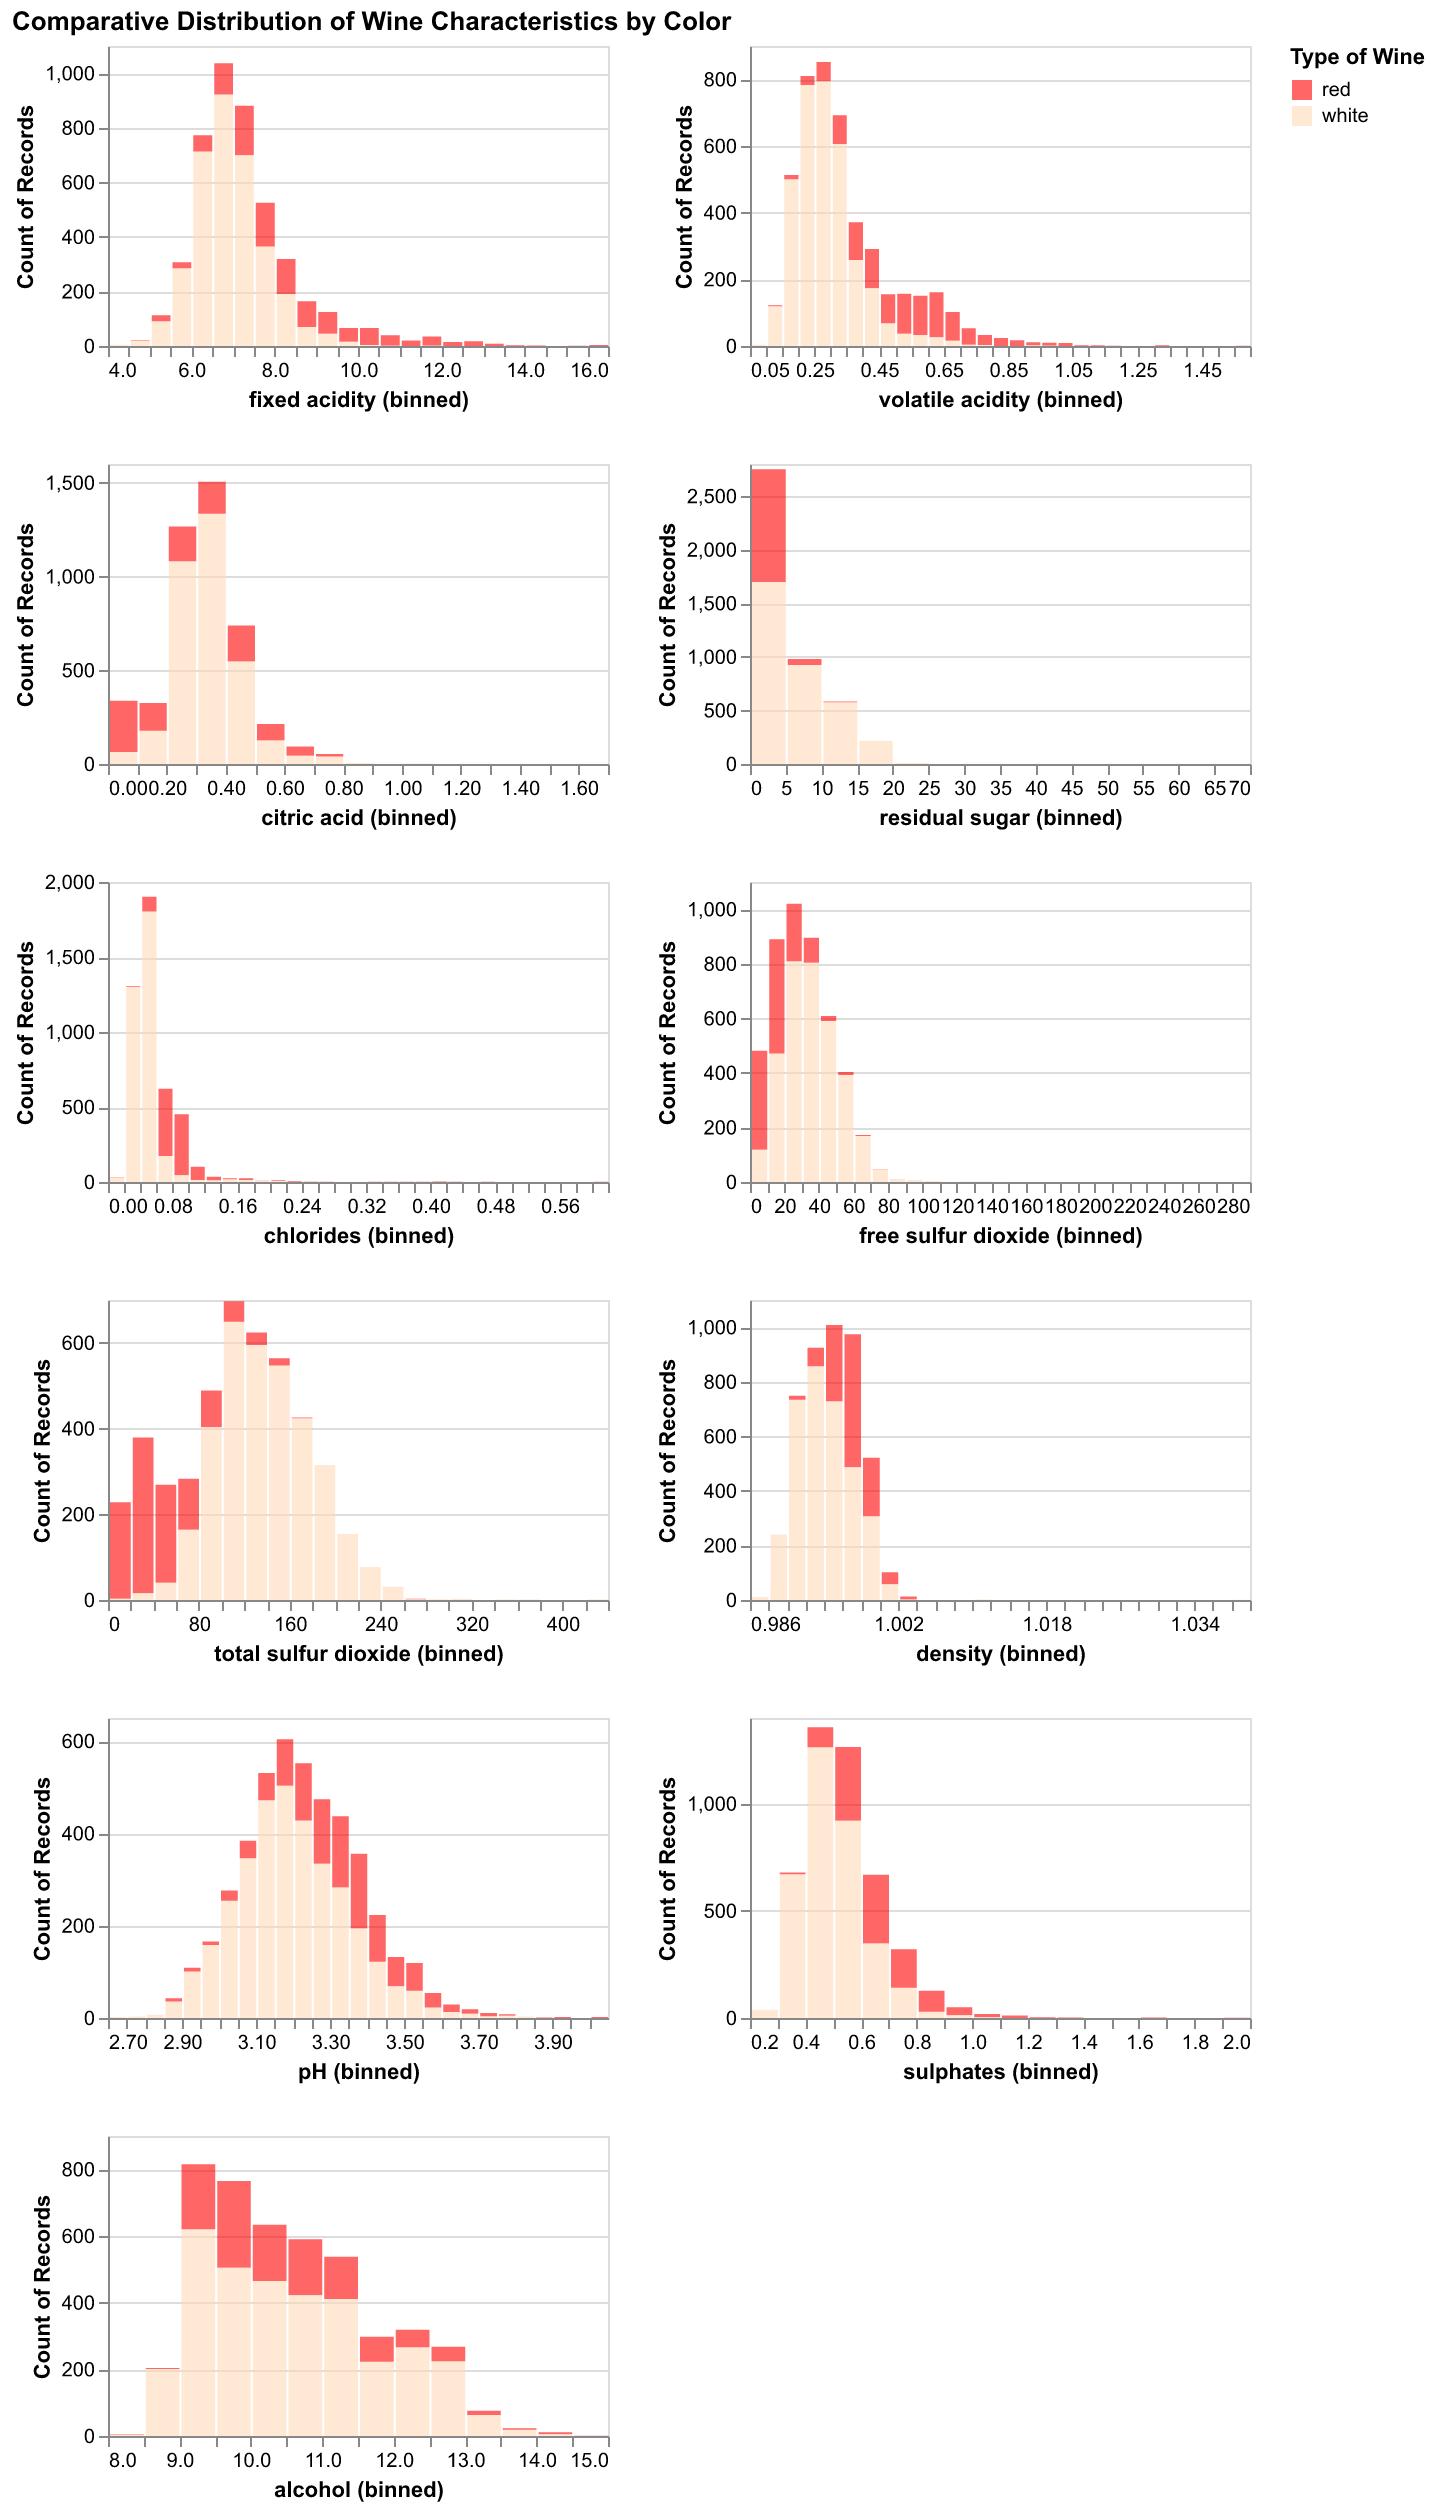 Comparative Distribution of Wine Characteristics by Color
Type of Wine
red
white
Count of Records
1,000
800
600
400
200
0
4.0 6.0 8.0 10.0 12.0 14.0 16.0
fixed acidity (binned)
Count of Records
800
600
400
200
0
0.05 0.25 0.45 0.65 0.85 1.05 1.25 1.45
volatile acidity (binned)
Count of Records
1,500
1,000
500
0
0.00 0.20 0.40 0.60 0.80 1.00 1.20 1.40 1.60
citric acid (binned)
Count of Records
2,500
2,000
1,500
1,000
500
0
0 5 10 15 20 25 30 35 40 45 50 55 60 65 70
residual sugar (binned)
Count of Records
2,000
1,500
1,000
500
0
0.00 0.08 0.16 0.24 0.32 0.40 0.48 0.56
chlorides (binned)
Count of Records
1,000
800
600
400
200
0
0 20 40 60 80 100 120 140 160 180 200 220 240 260 280
free sulfur dioxide (binned)
Count of Records
600
400
200
0
0 80 160 240 320 400
total sulfur dioxide (binned)
Count of Records
1,000
800
600
400
200
0
0.986 1.002 1.018 1.034
density (binned)
Count of Records
600
400
200
0
2.70 2.90 3.10 3.30 3.50 3.70 3.90
pH (binned)
Count of Records
1,000
500
0
0.2 0.4 0.6 0.8 1.0 1.2 1.4 1.6 1.8 2.0
sulphates (binned)
Count of Records
800
600
400
200
0
8.0 9.0 10.0 11.0 12.0 13.0 14.0 15.0
alcohol (binned)